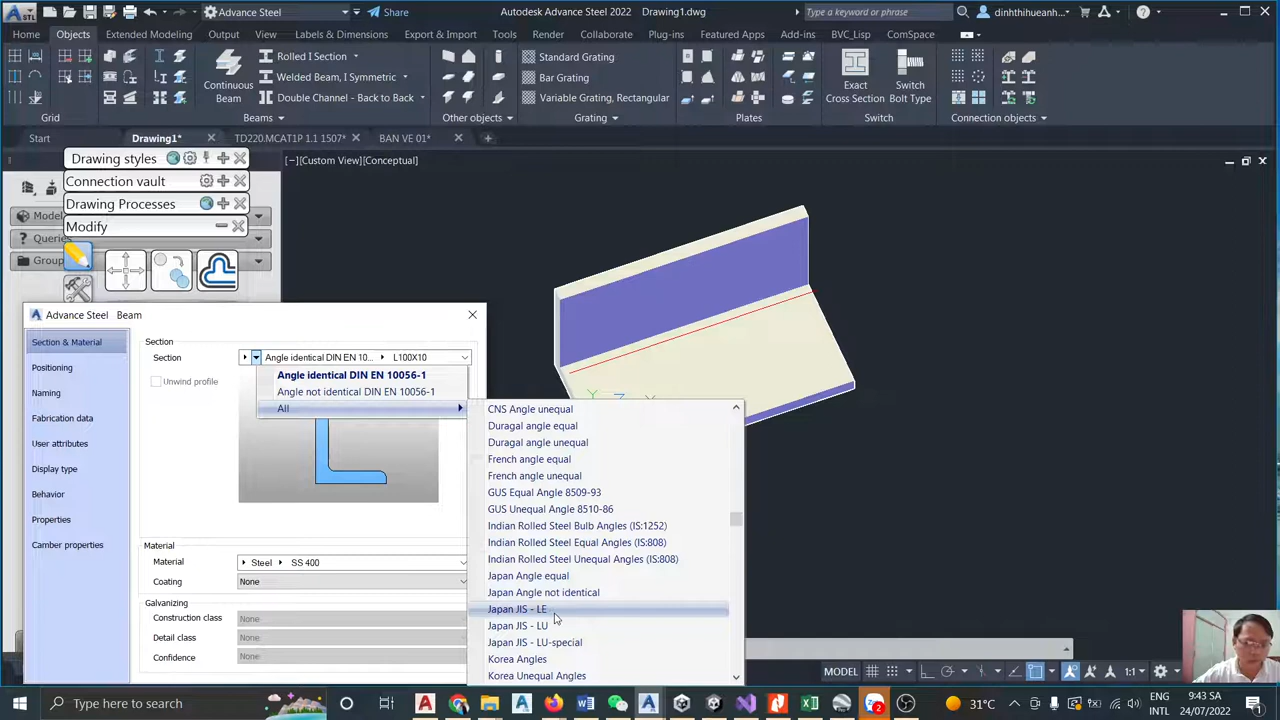 Advance Steel Share Autodesk Advance Steel 2022 Drawing1.dwg Type a keyword or phrase dinhthihueanh...
ASTL
Home Objects Extended Modeling Output View Labels & Dimensions Export & Import Tools Render Collaborate Plug-ins Featured Apps Add-ins BVC_Lisp ComSpace
Rolled I Section
Welded Beam, I Symmetric
Double Channel - Back to Back
Continuous
Beam
Standard Grating
Bar Grating
Variable Grating, Rectangular
Exact
Cross Section
Switch
Bolt Type
Grid Beams Other objects Grating Plates Switch Connection objects
Start Drawing1* TD220.MCAT1P 1.1 1507* BAN VE 01*
Drawing styles
Connection vault
Drawing Processes
Modify
Model
Queries
Group
[−][Custom View][Conceptual]
Advance Steel Beam
Section & Material
Positioning
Naming
Fabrication data
User attributes
Display type
Behavior
Properties
Camber properties
Section
Section Angle identical DIN EN 10... L100X10
Unwind profile
Angle identical DIN EN 10056-1
Angle not identical DIN EN 10056-1
All
CNS Angle unequal
Duragal angle equal
Duragal angle unequal
French angle equal
French angle unequal
GUS Equal Angle 8509-93
GUS Unequal Angle 8510-86
Indian Rolled Steel Bulb Angles (IS:1252)
Indian Rolled Steel Equal Angles (IS:808)
Indian Rolled Steel Unequal Angles (IS:808)
Japan Angle equal
Japan Angle not identical
Japan JIS - LE
Japan JIS - LU
Japan JIS - LU-special
Korea Angles
Korea Unequal Angles
Material
Material Steel SS 400
Coating None
Galvanizing
Construction class None
Detail class None
Confidence None
Y Z
MODEL 1:1
Type here to search
2
31°C
ENG
INTL
9:43 SA
24/07/2022